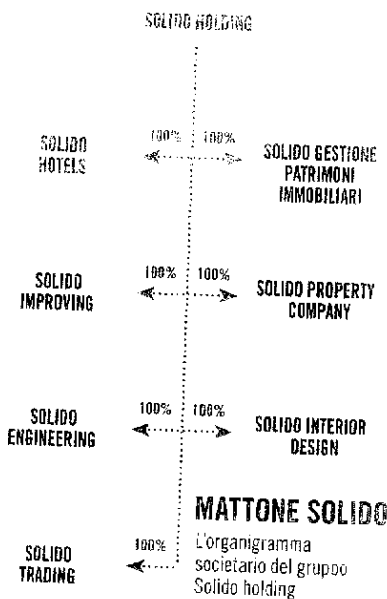 SOLIDO HOLDING
SOLIDO
HOTELS
100% 100%
SOLIDO GESTIONE
PATRIMONI
IMMOBILIARI
SOLIDO
IMPROVING
100% 100%
SOLIDO PROPERTY
COMPANY
SOLIDO
ENGINEERING
100% 100%
SOLIDO INTERIOR
DESIGN
SOLIDO
TRADING
100%
MATTONE SOLIDO
L'organigramma
societario del gruppo
Solido holding